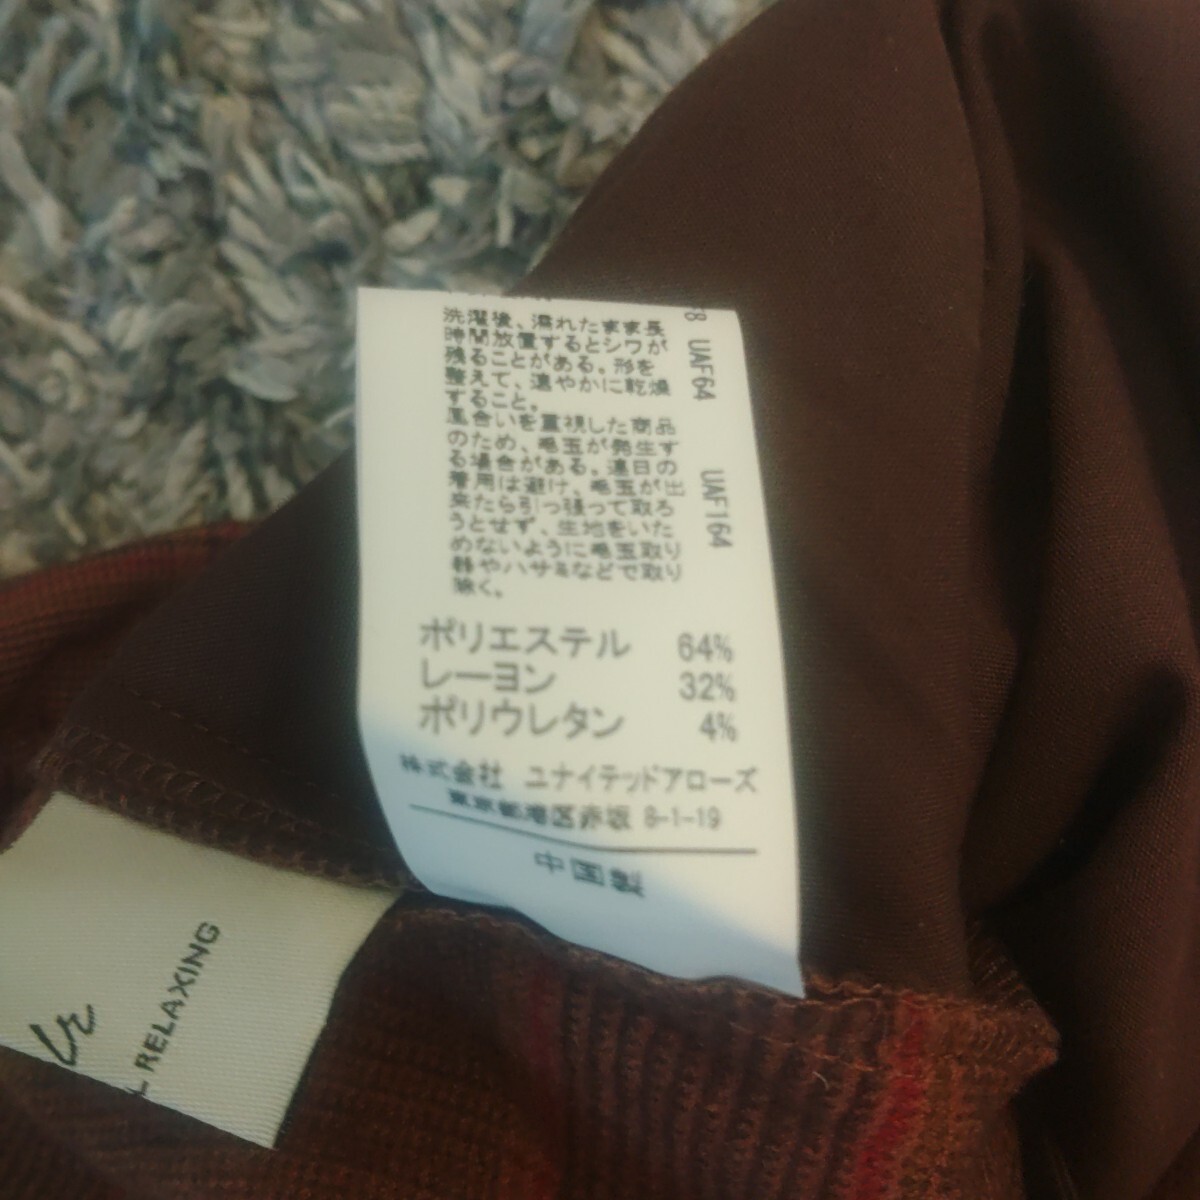 洗濯後、濡れたまま長
時間放置するとシワが
残ることがある。形を
整えて、速やかに乾燥
すること。
風合いを重視した商品
のため、毛玉が発生す
る場合がある。連日の
着用は避け、毛玉が出
来たら引っ張って取ろ
うとせず、生地をいた
めないように毛玉取り
器やハサミなどで取り
除く。
ポリエステル 64%
レーヨン 32%
ポリウレタン 4%
株式会社 ユナイテッドアローズ
東京都港区赤坂 8-1-19
中国製
8 UAF64 UAF164
lr
L RELAXING